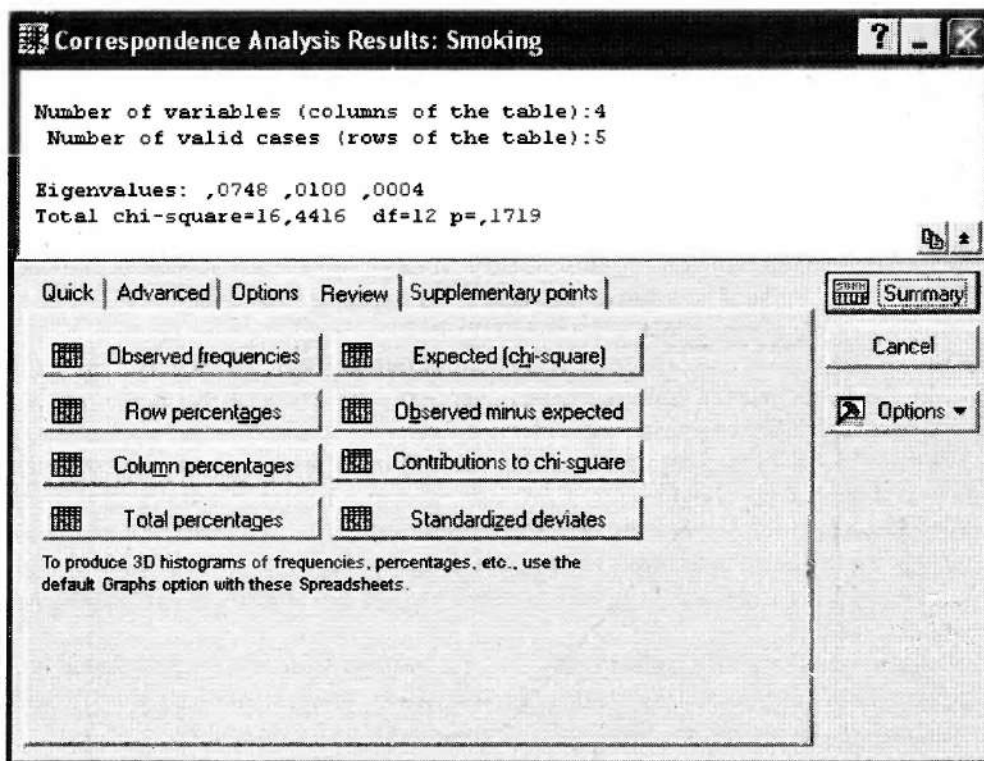 Correspondence Analysis Results: Smoking
Number of variables (columns of the table):4
Number of valid cases (rows of the table):5
Eigenvalues: ,0748 ,0100 ,0004
Total chi-square=16,4416 df=12 p=,1719
Quick Advanced Options Review Supplementary points
Summary
Cancel
Options
Observed frequencies Expected (chi-square)
Row percentages Observed minus expected
Column percentages Contributions to chi-square
Total percentages Standardized deviates
To produce 3D histograms of frequencies, percentages, etc., use the
default Graphs option with these Spreadsheets.